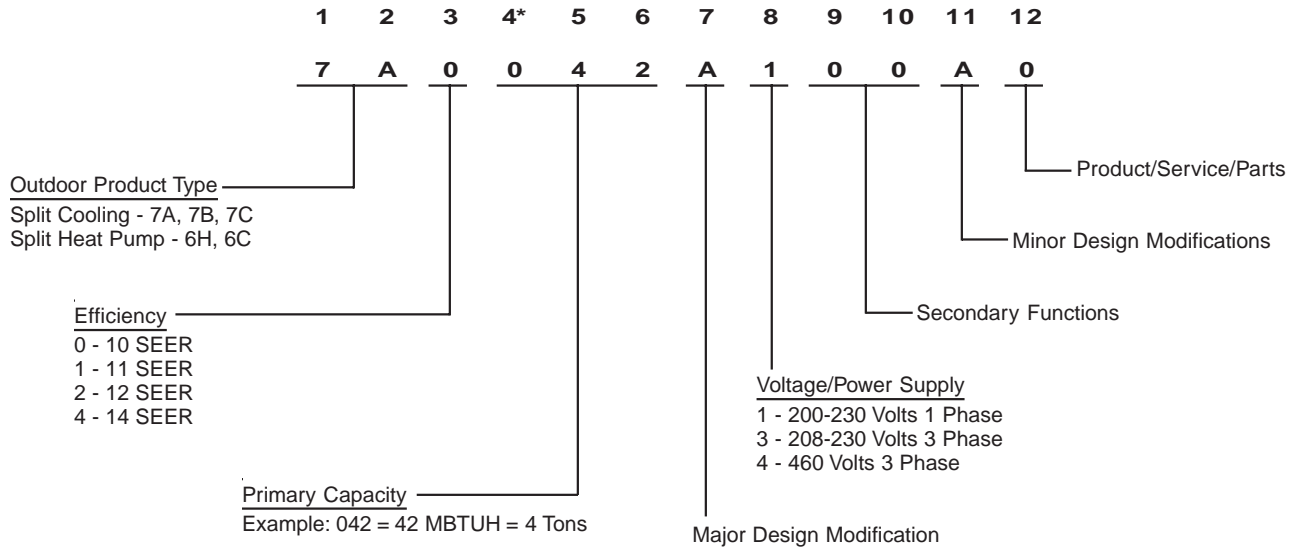 1 2 3 4* 5 6 7 8 9 10 11 12
7 A 0 0 4 2 A 1 0 0 A 0
Product/Service/Parts
Outdoor Product Type
Split Cooling - 7A, 7B, 7C
Split Heat Pump - 6H, 6C
Minor Design Modifications
Efficiency
0 - 10 SEER
1 - 11 SEER
2 - 12 SEER
4 - 14 SEER
Secondary Functions
Voltage/Power Supply
1 - 200-230 Volts 1 Phase
3 - 208-230 Volts 3 Phase
4 - 460 Volts 3 Phase
Primary Capacity
Example: 042 = 42 MBTUH = 4 Tons
Major Design Modification